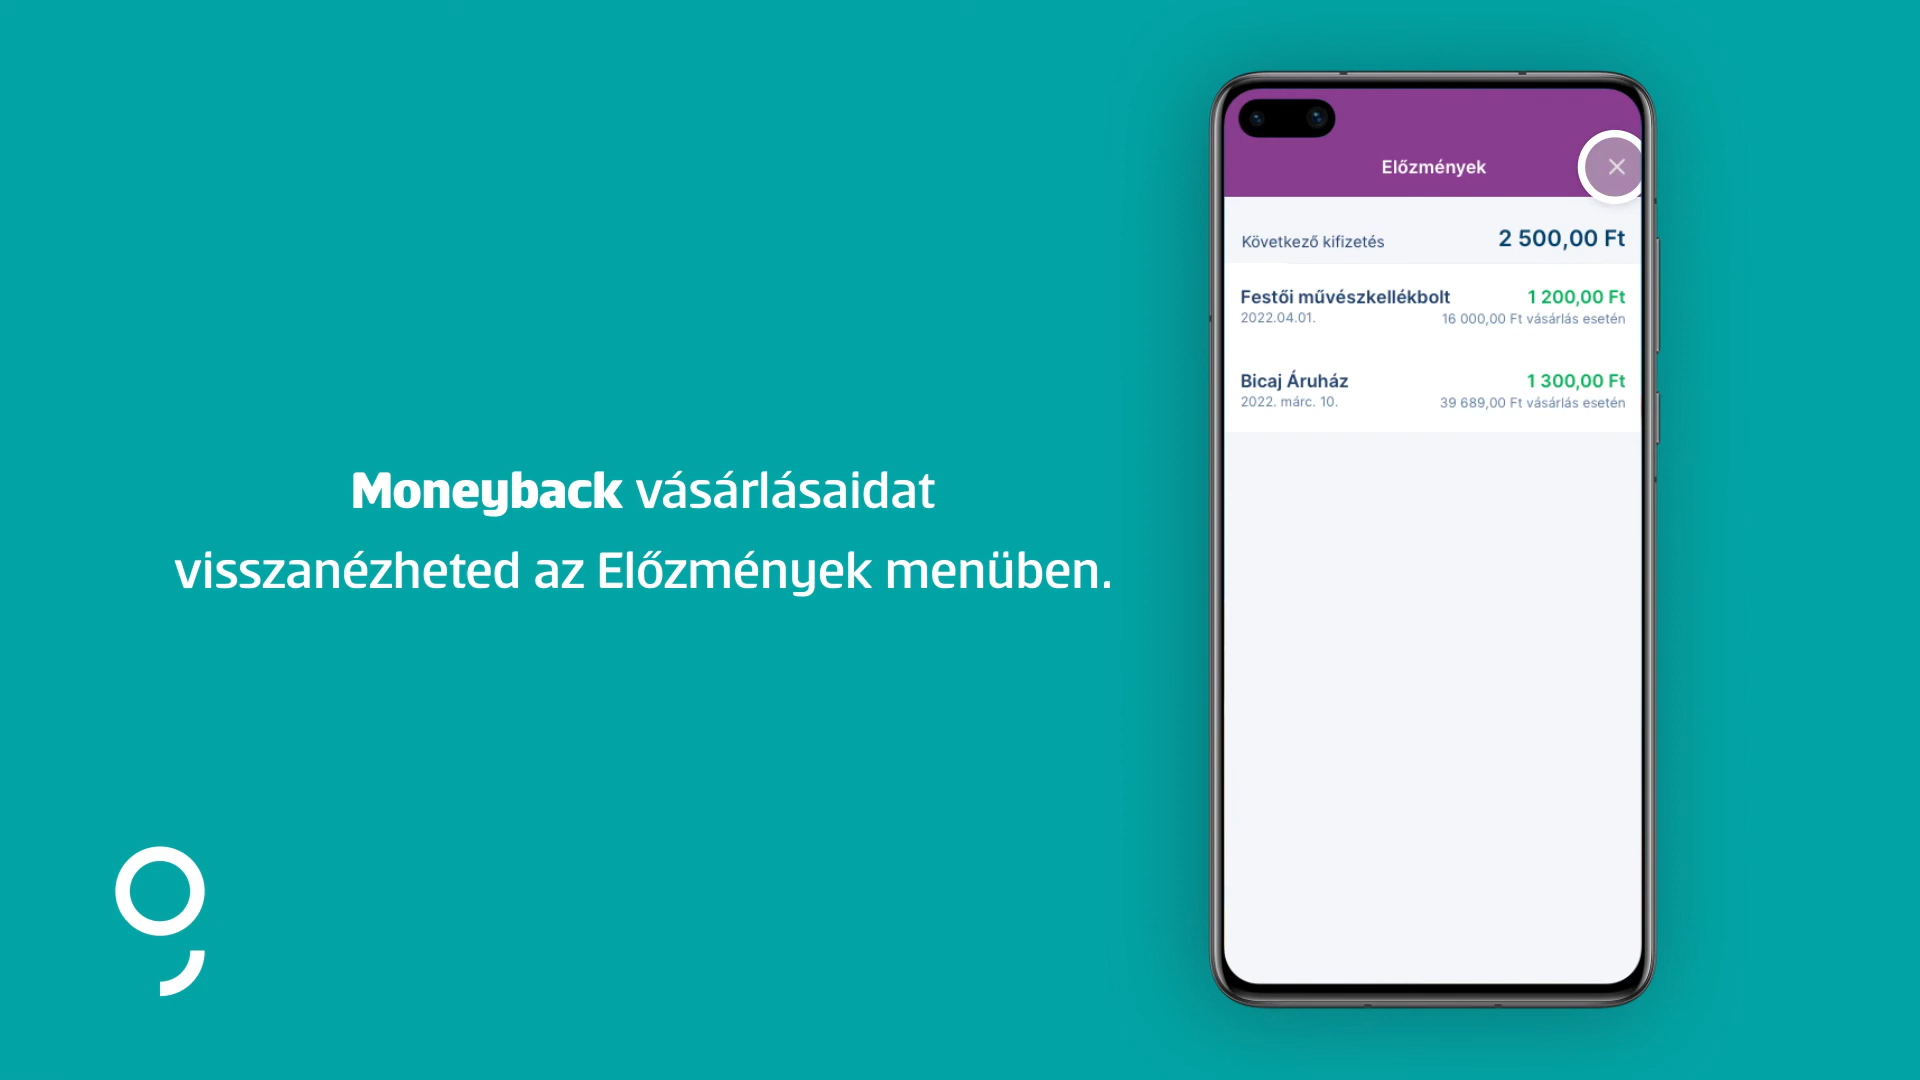 Moneyback vásárlásaidat
visszanézheted az Előzmények menüben.
Előzmények
Következő kifizetés 2 500,00 Ft
Festői művészkellékbolt 1 200,00 Ft
2022.04.01. 16 000,00 Ft vásárlás esetén
Bicaj Áruház 1 300,00 Ft
2022. márc. 10. 39 689,00 Ft vásárlás esetén